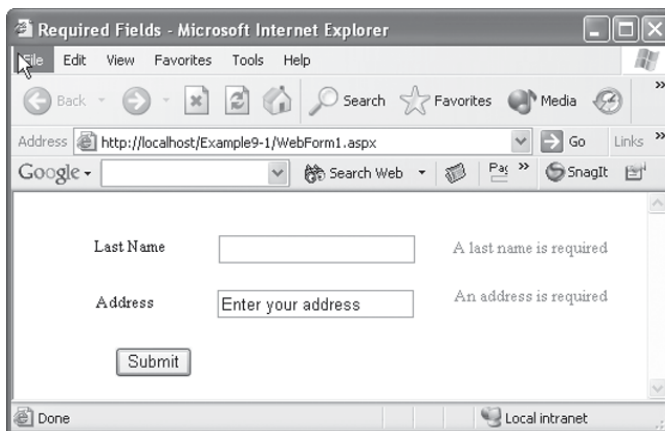 Required Fields - Microsoft Internet Explorer
File Edit View Favorites Tools Help
Back Search Favorites Media »
Address http://localhost/Example9-1/WebForm1.aspx Go Links »
Google Search Web Pag » SnagIt
Last Name A last name is required
Address Enter your address An address is required
Submit
Done Local intranet